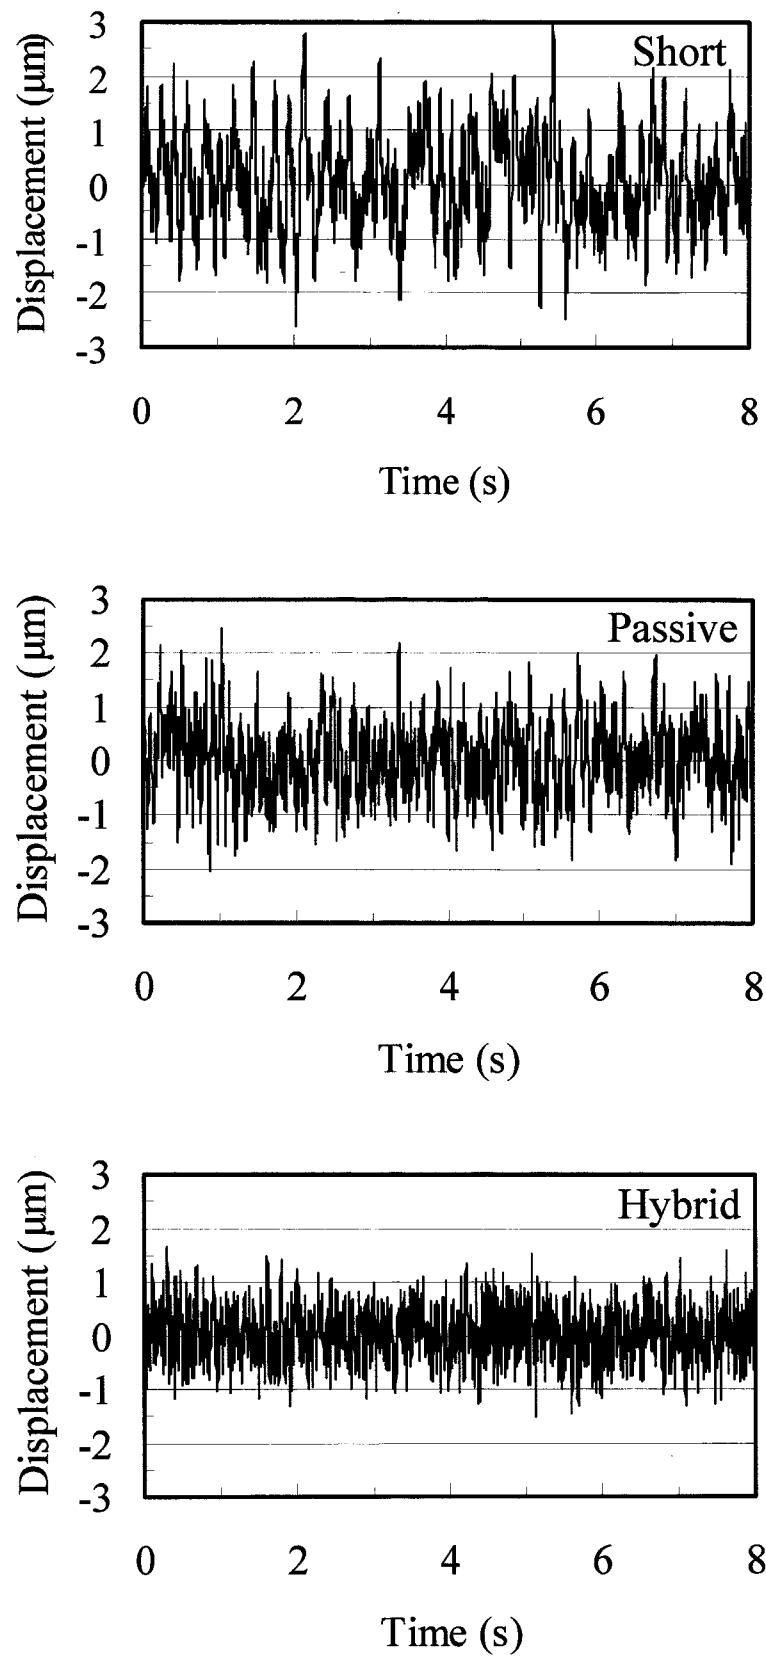 Short
Displacement (μm)
3
2
1
0
-1
-2
-3
0 2 4 6 8
Time (s)
Passive
Displacement (μm)
3
2
1
0
-1
-2
-3
0 2 4 6 8
Time (s)
Hybrid
Displacement (μm)
3
2
1
0
-1
-2
-3
0 2 4 6 8
Time (s)